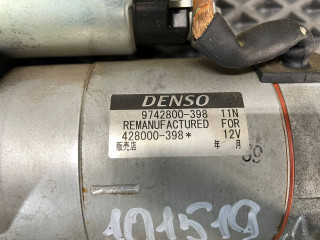 DENSO
9742800-398 11N
REMANUFACTURED FOR
428000-398* 12V
販売店 年 月
101519